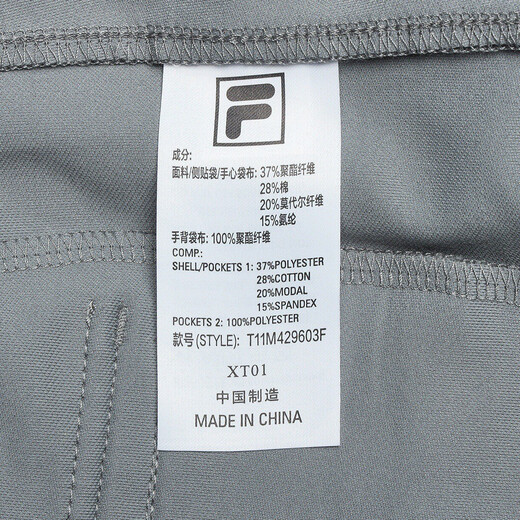 F
成分:
面料/侧贴袋/手心袋布: 37%聚酯纤维
28%棉
20%莫代尔纤维
15%氨纶
手背袋布: 100%聚酯纤维
COMP.:
SHELL/POCKETS 1: 37%POLYESTER
28%COTTON
20%MODAL
15%SPANDEX
POCKETS 2: 100%POLYESTER
款号(STYLE): T11M429603F
XT01
中国制造
MADE IN CHINA